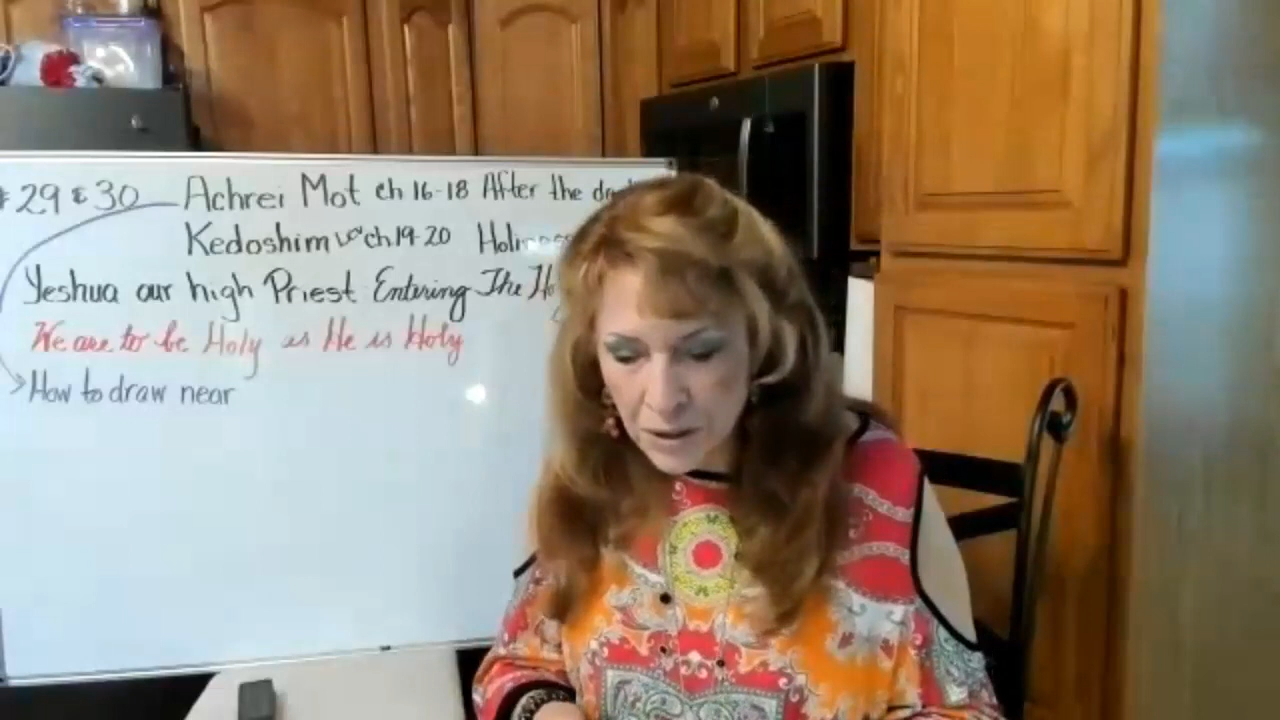 29 & 30 Achrei Mot ch 16-18 After the
Kedoshim ch 19-20
Yeshua our high Priest Entering The
We are to be Holy as He is Holy
How to draw near